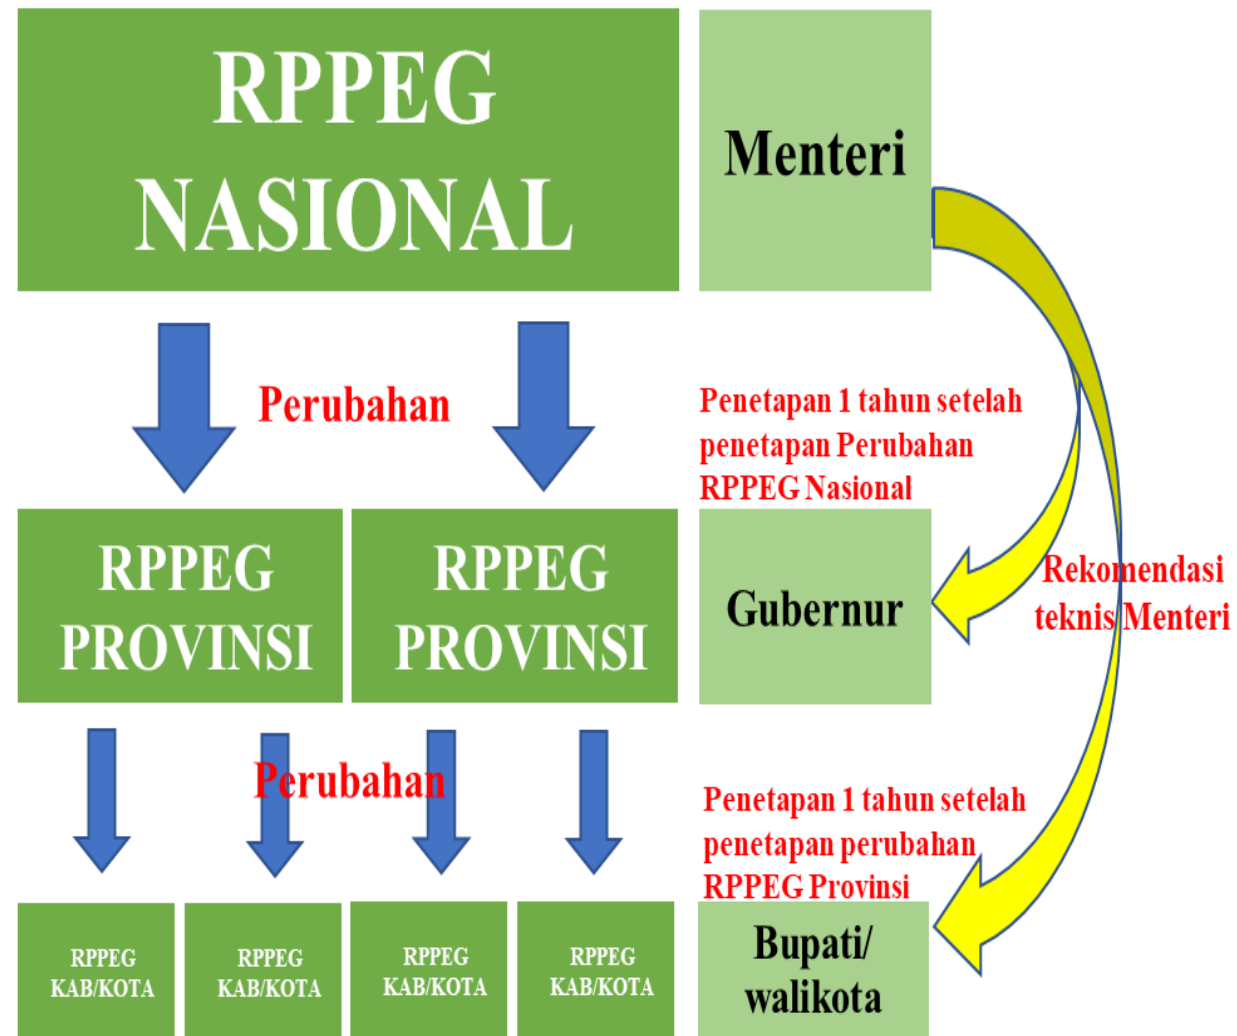 RPPEG
NASIONAL
Menteri
Perubahan
Penetapan 1 tahun setelah
penetapan Perubahan
RPPEG Nasional
RPPEG
PROVINSI
RPPEG
PROVINSI
Gubernur
Rekomendasi
teknis Menteri
Perubahan
Penetapan 1 tahun setelah
penetapan perubahan
RPPEG Provinsi
RPPEG
KAB/KOTA
RPPEG
KAB/KOTA
RPPEG
KAB/KOTA
RPPEG
KAB/KOTA
Bupati/
walikota